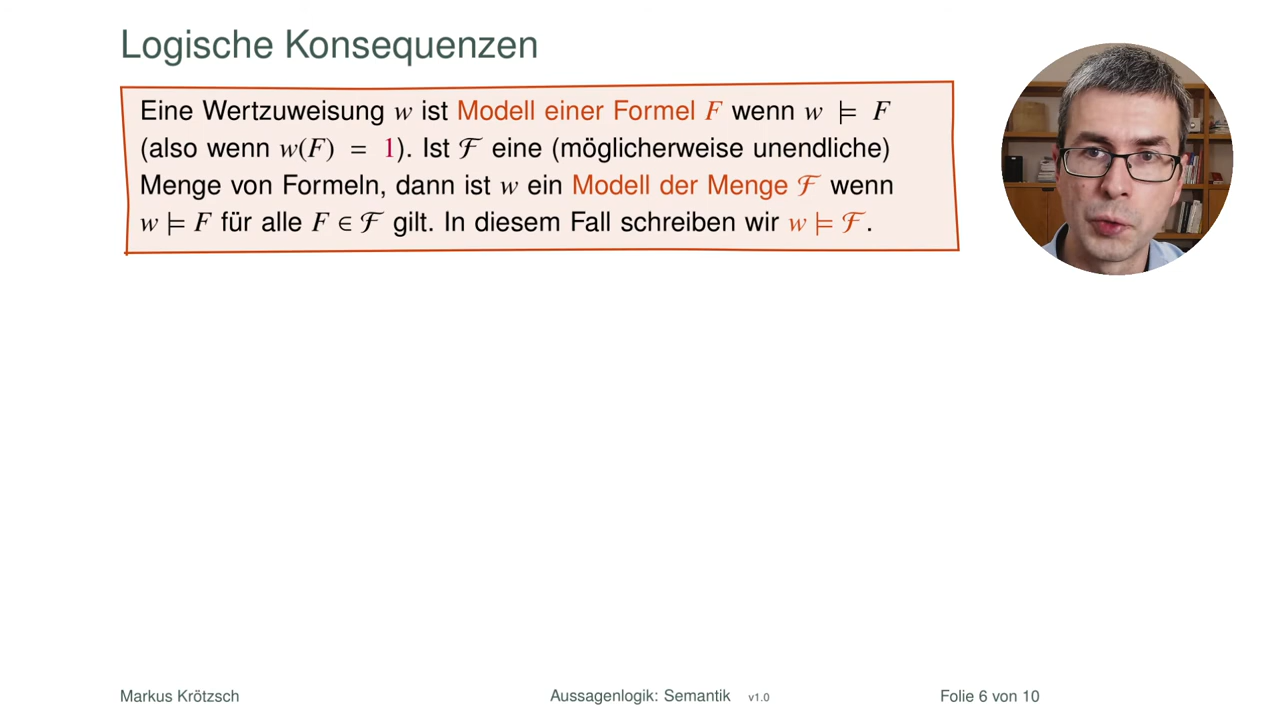 Logische Konsequenzen
Eine Wertzuweisung w ist Modell einer Formel F wenn w ⊨ F
(also wenn w(F) = 1). Ist ℱ eine (möglicherweise unendliche)
Menge von Formeln, dann ist w ein Modell der Menge ℱ wenn
w ⊨ F für alle F ∈ ℱ gilt. In diesem Fall schreiben wir w ⊨ ℱ.
Markus Krötzsch Aussagenlogik: Semantik v1.0 Folie 6 von 10